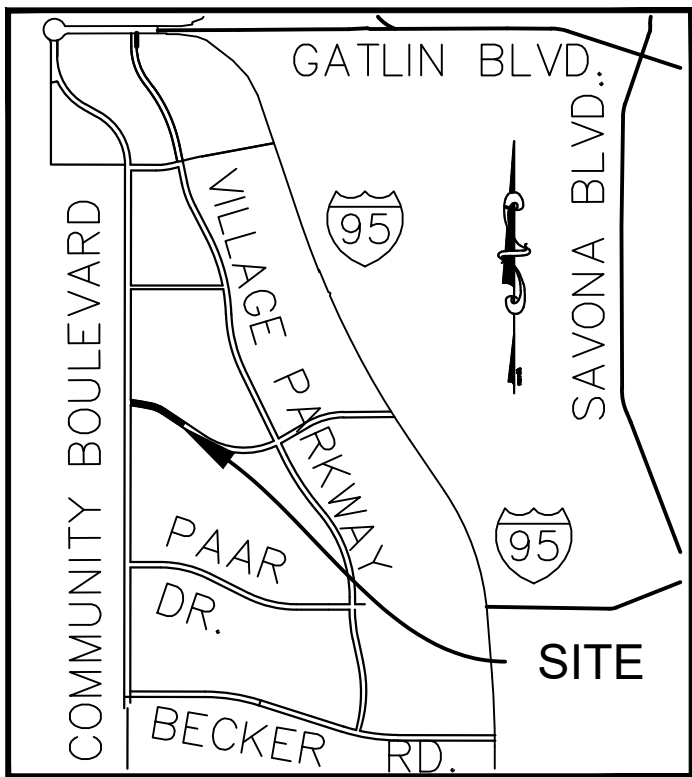 GATLIN BLVD.
SAVONA BLVD.
95
VILLAGE PARKWAY
COMMUNITY BOULEVARD
95
PAAR
DR.
SITE
BECKER RD.